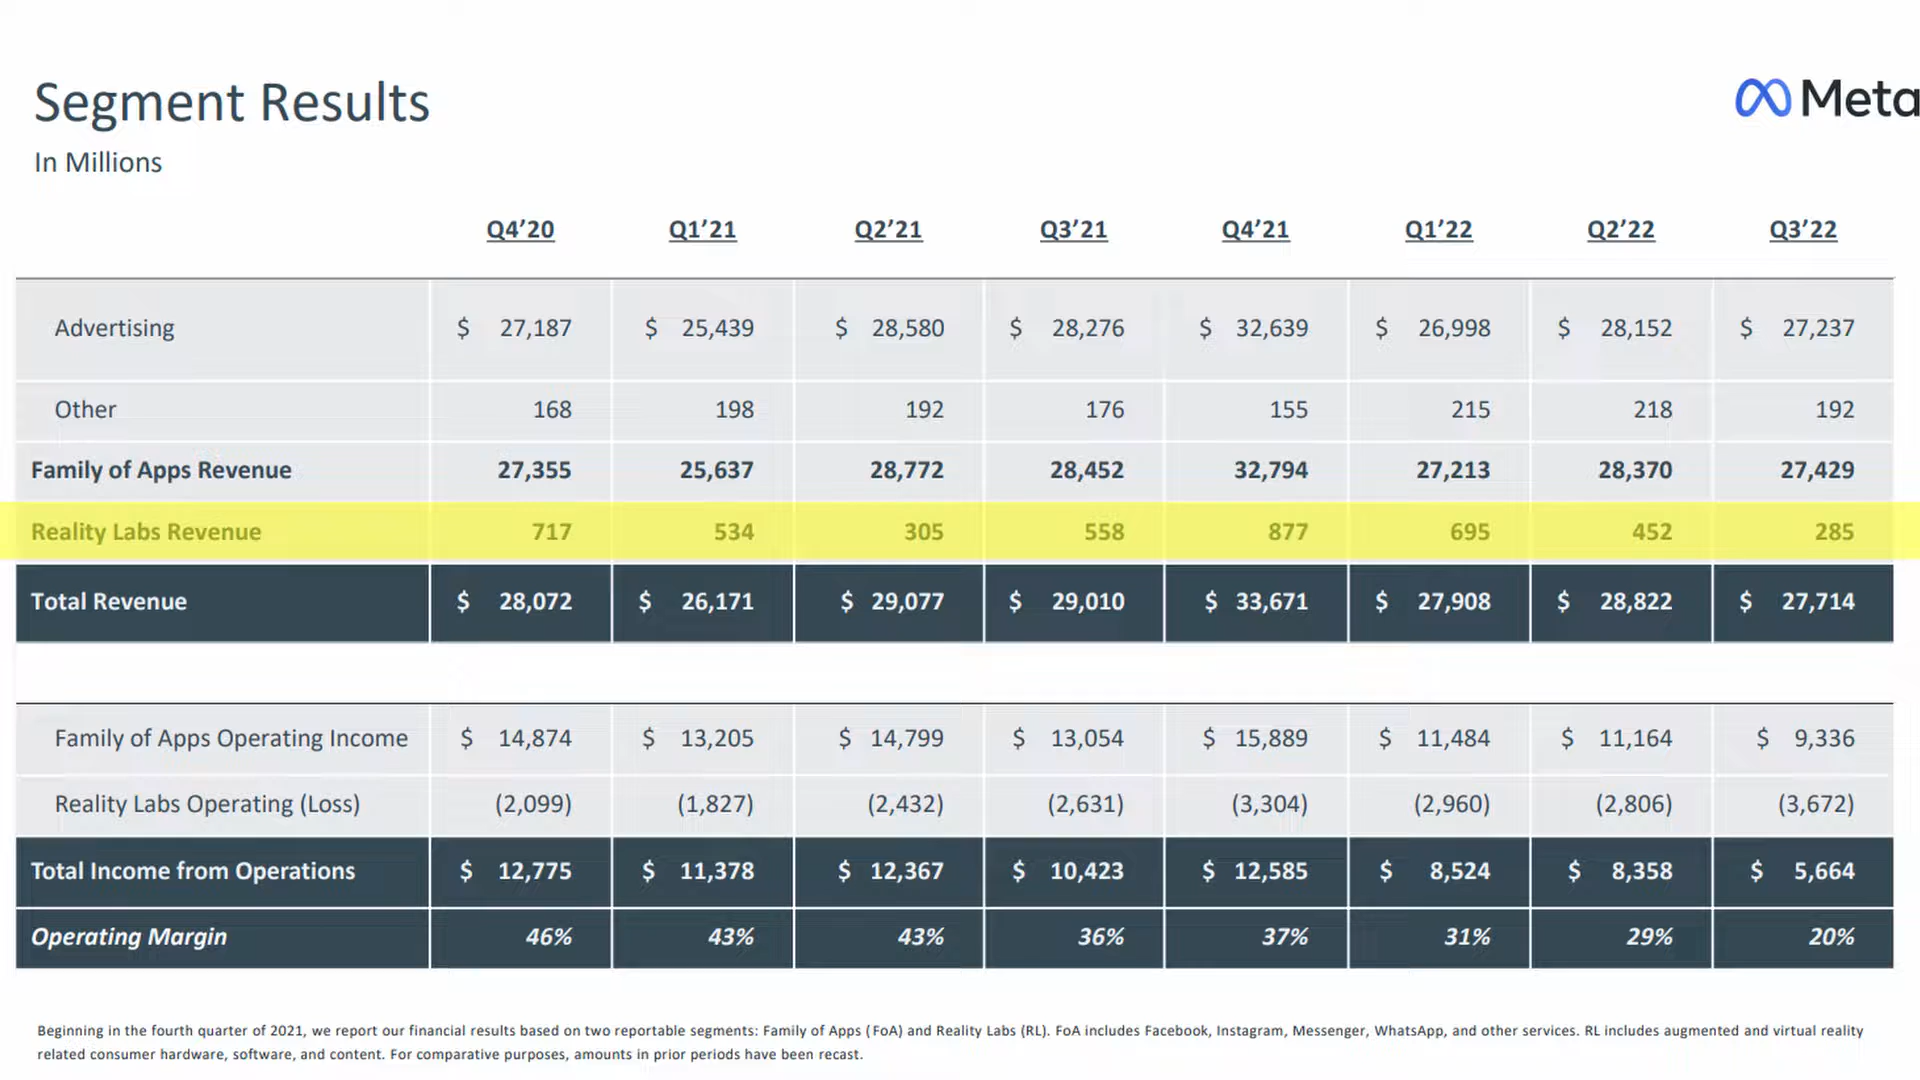 Segment Results
Meta
In Millions
Q4’20 Q1’21 Q2’21 Q3’21 Q4’21 Q1’22 Q2’22 Q3’22
Advertising $ 27,187 $ 25,439 $ 28,580 $ 28,276 $ 32,639 $ 26,998 $ 28,152 $ 27,237
Other 168 198 192 176 155 215 218 192
Family of Apps Revenue 27,355 25,637 28,772 28,452 32,794 27,213 28,370 27,429
Reality Labs Revenue 717 534 305 558 877 695 452 285
Total Revenue $ 28,072 $ 26,171 $ 29,077 $ 29,010 $ 33,671 $ 27,908 $ 28,822 $ 27,714
Family of Apps Operating Income $ 14,874 $ 13,205 $ 14,799 $ 13,054 $ 15,889 $ 11,484 $ 11,164 $ 9,336
Reality Labs Operating (Loss) (2,099) (1,827) (2,432) (2,631) (3,304) (2,960) (2,806) (3,672)
Total Income from Operations $ 12,775 $ 11,378 $ 12,367 $ 10,423 $ 12,585 $ 8,524 $ 8,358 $ 5,664
Operating Margin 46% 43% 43% 36% 37% 31% 29% 20%
Beginning in the fourth quarter of 2021, we report our financial results based on two reportable segments: Family of Apps (FoA) and Reality Labs (RL). FoA includes Facebook, Instagram, Messenger, WhatsApp, and other services. RL includes augmented and virtual reality
related consumer hardware, software, and content. For comparative purposes, amounts in prior periods have been recast.